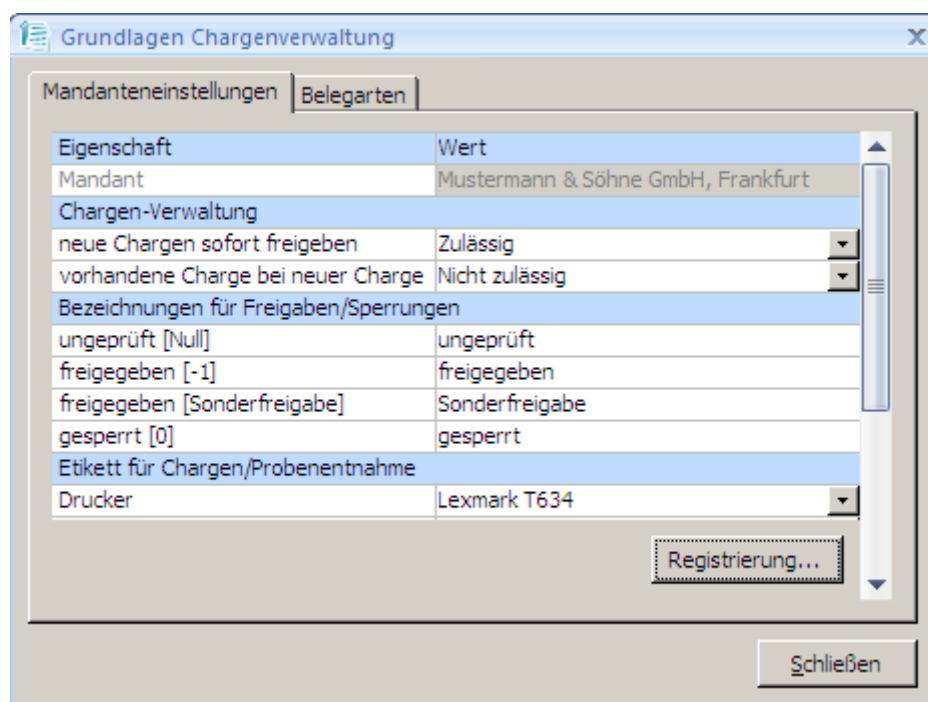 Grundlagen Chargenverwaltung
Mandanteneinstellungen Belegarten
Eigenschaft Wert
Mandant Mustermann & Söhne GmbH, Frankfurt
Chargen-Verwaltung
neue Chargen sofort freigeben Zulässig
vorhandene Charge bei neuer Charge Nicht zulässig
Bezeichnungen für Freigaben/Sperrungen
ungeprüft [Null] ungeprüft
freigegeben [-1] freigegeben
freigegeben [Sonderfreigabe] Sonderfreigabe
gesperrt [0] gesperrt
Etikett für Chargen/Probenentnahme
Drucker Lexmark T634
Registrierung...
Schließen